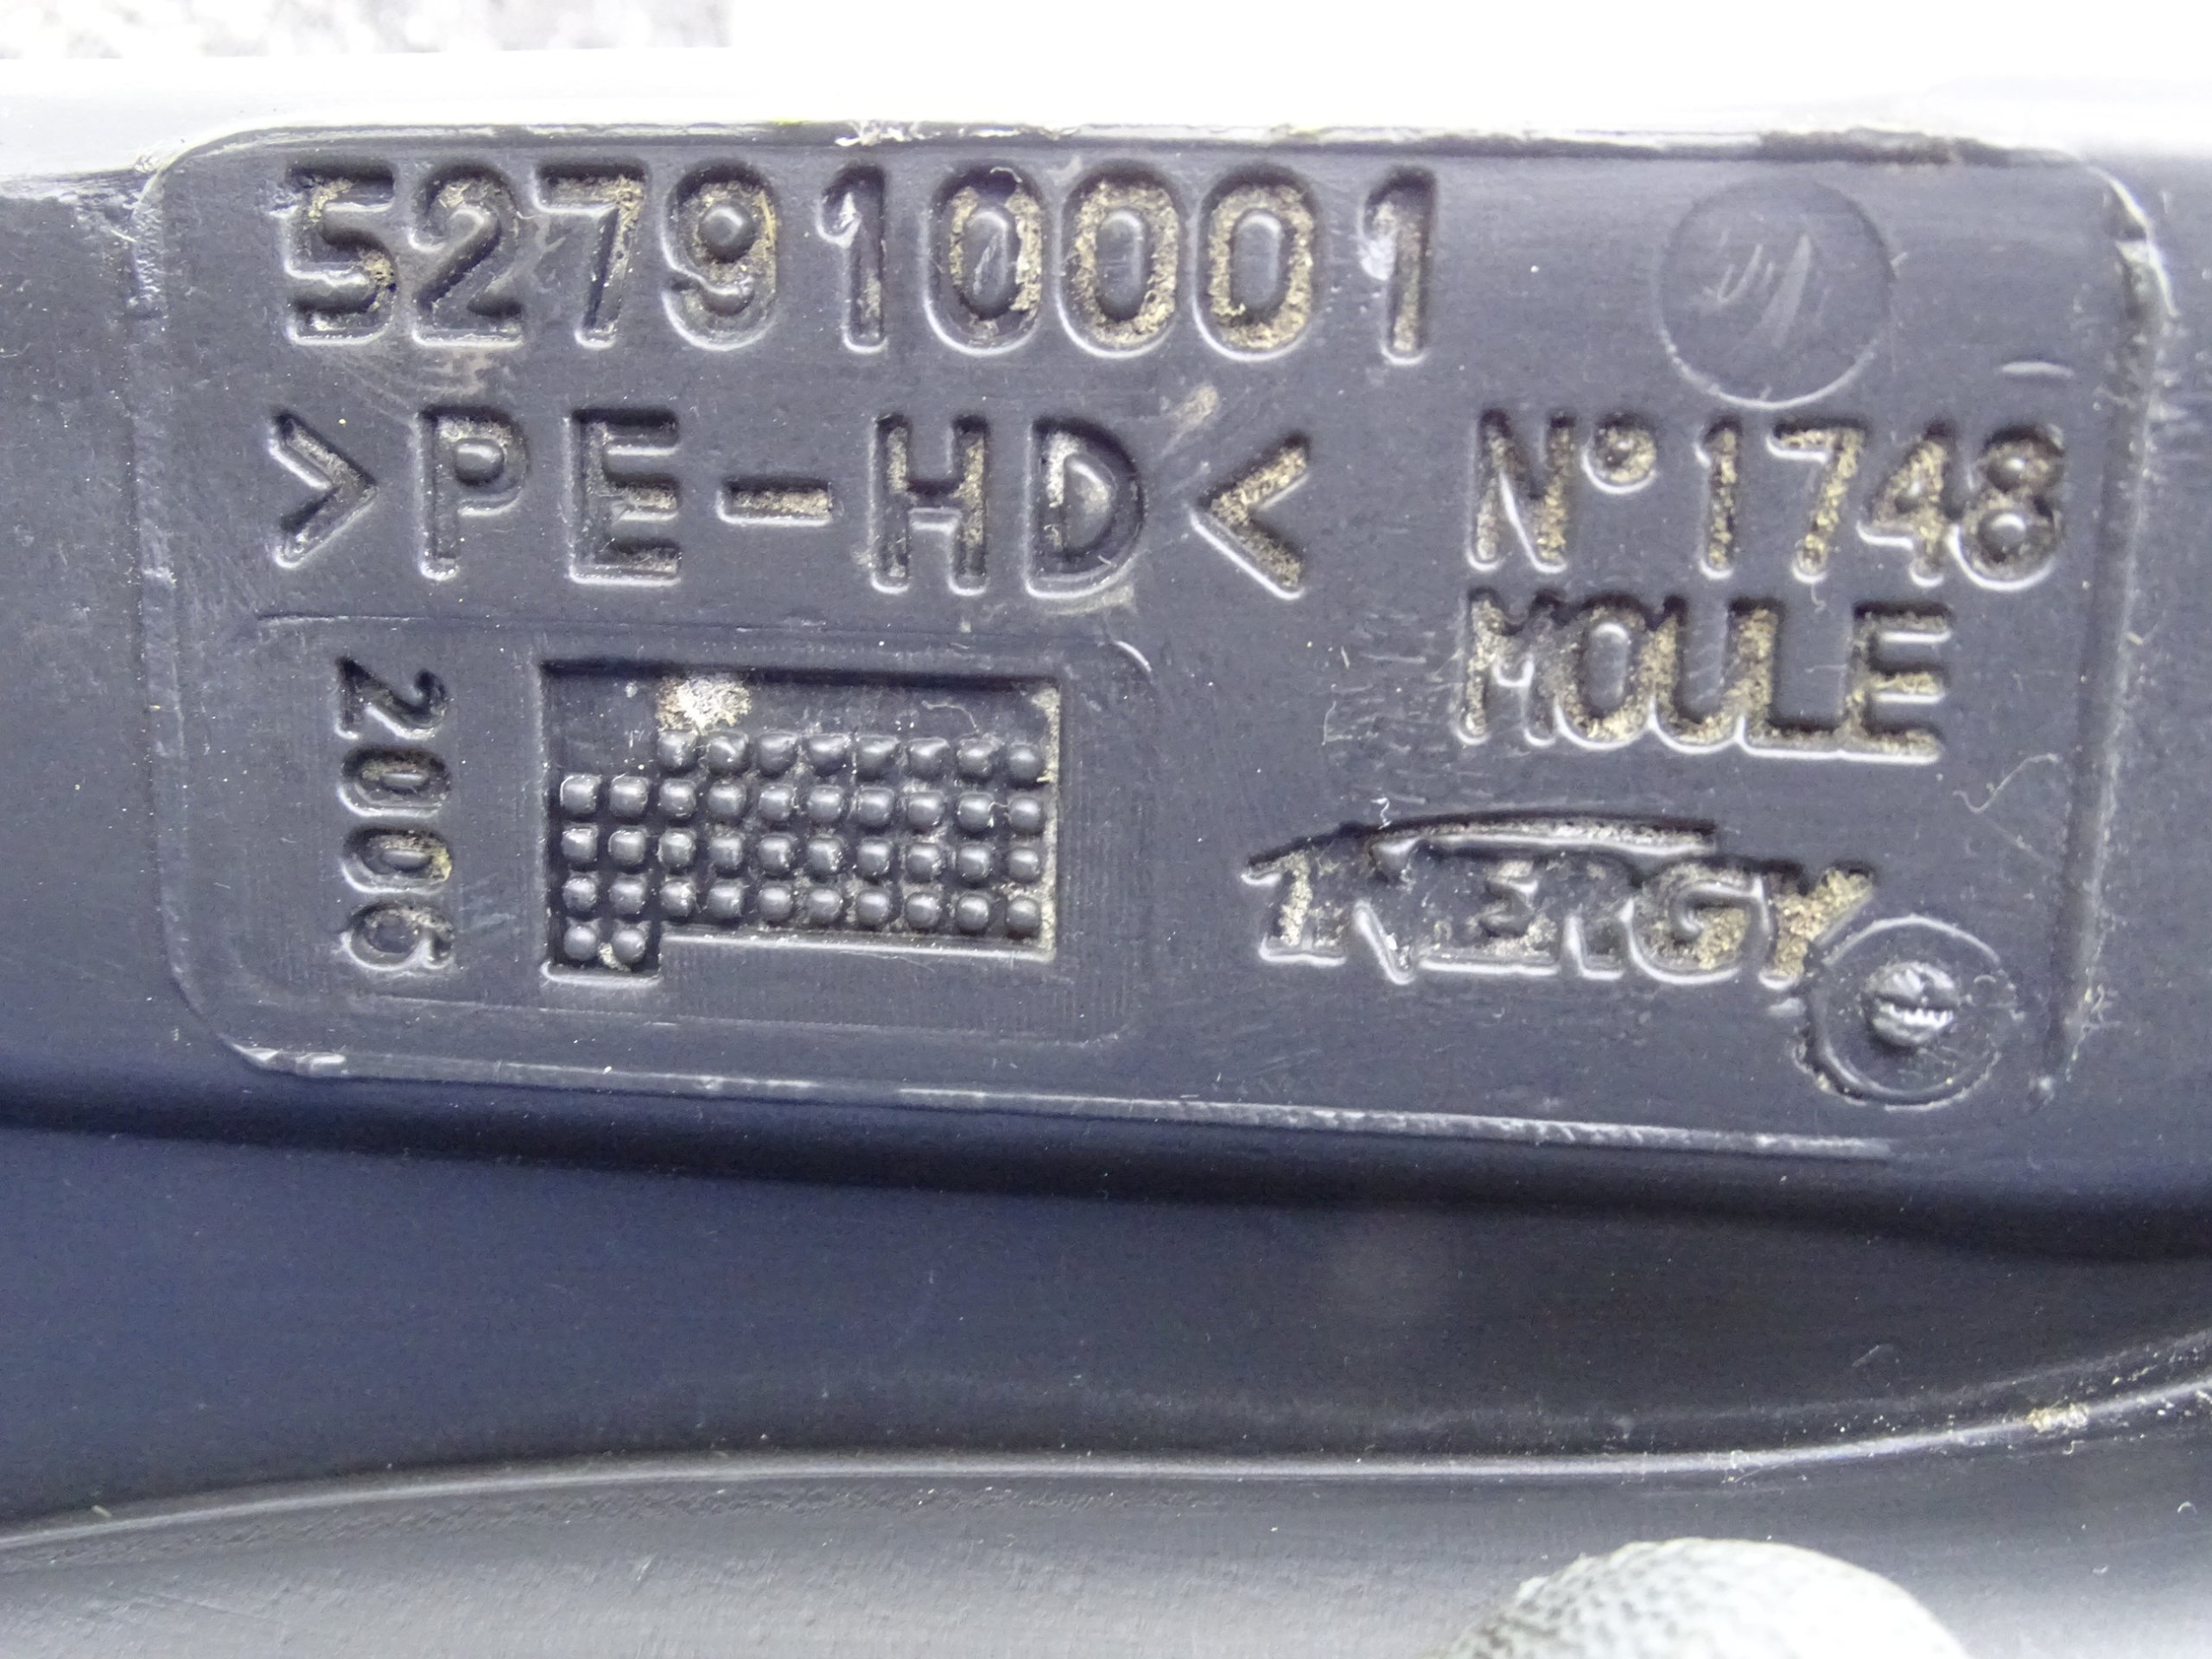 527910001
>PE-HD<
N° 1748
MOULE
2006
INERGY